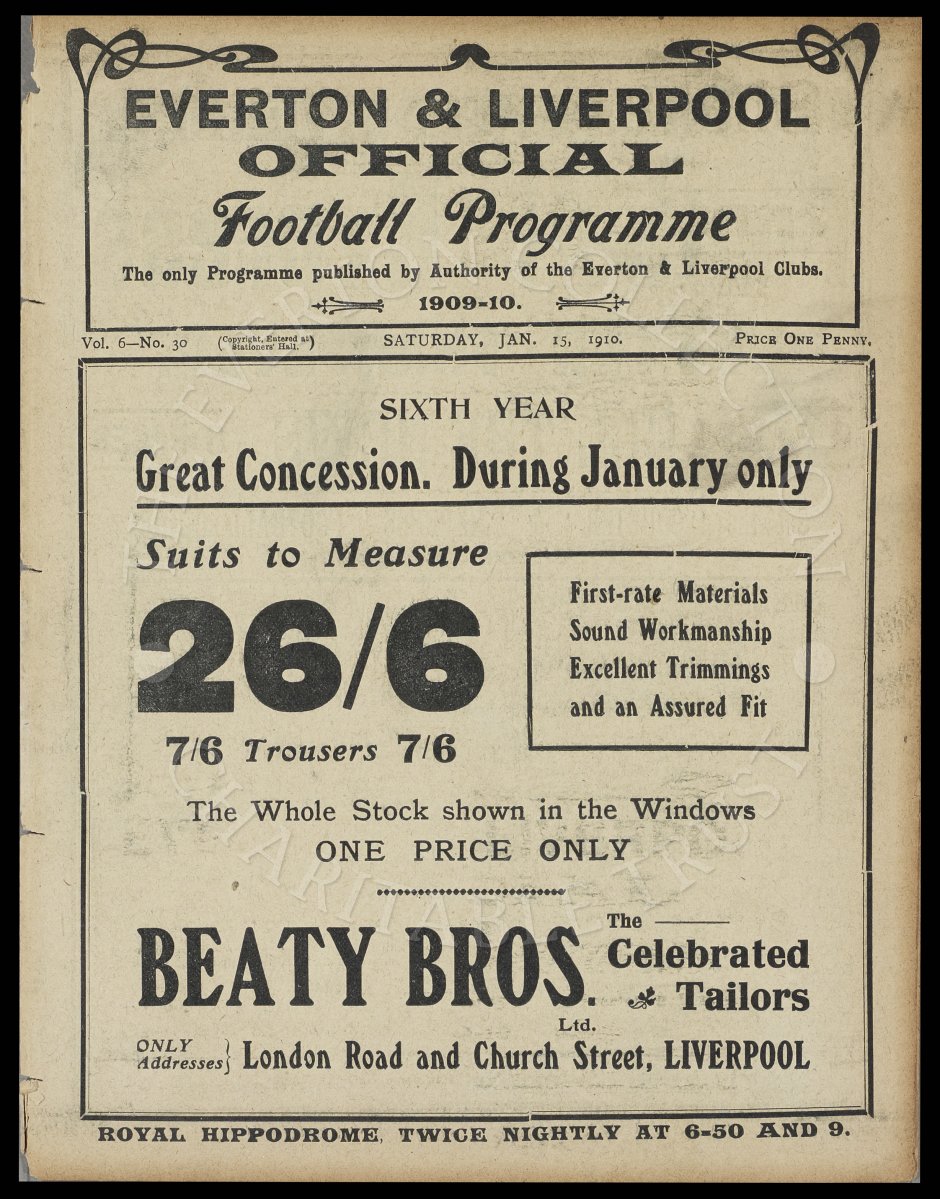 EVERTON & LIVERPOOL
OFFICIAL
Football Programme
The only Programme published by Authority of the Everton & Liverpool Clubs.
1909-10.
Vol. 6—No. 30 (Copyright, Entered at Stationers' Hall.) SATURDAY, JAN. 15, 1910. PRICE ONE PENNY.
SIXTH YEAR
Great Concession. During January only
Suits to Measure
26/6
7/6 Trousers 7/6
First-rate Materials
Sound Workmanship
Excellent Trimmings
and an Assured Fit
The Whole Stock shown in the Windows
ONE PRICE ONLY
BEATY BROS. Ltd.
The
Celebrated
Tailors
ONLY Addresses} London Road and Church Street, LIVERPOOL
ROYAL HIPPODROME, TWICE NIGHTLY AT 6-50 AND 9.
THE EVERTON COLLECTION
CHARITABLE TRUST